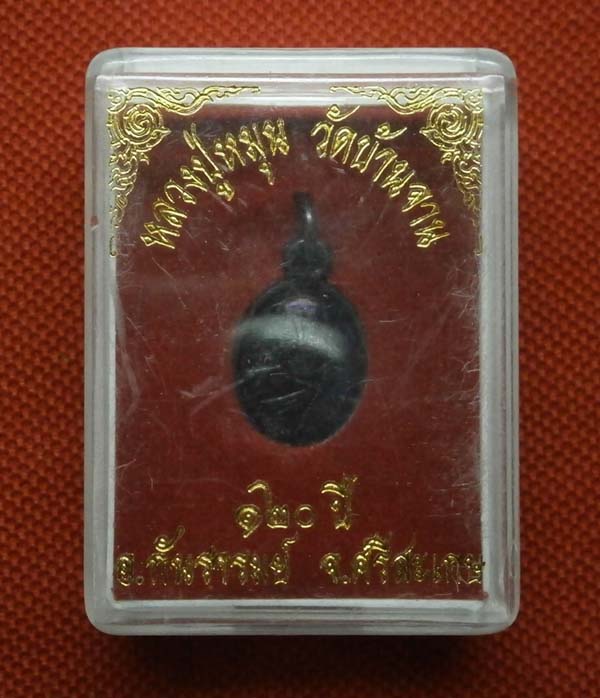 หลวงปู่หมุน วัดบ้านจาน
๑๒๐ ปี
อ.กันรารมย์ จ.ศรีสะเกษ